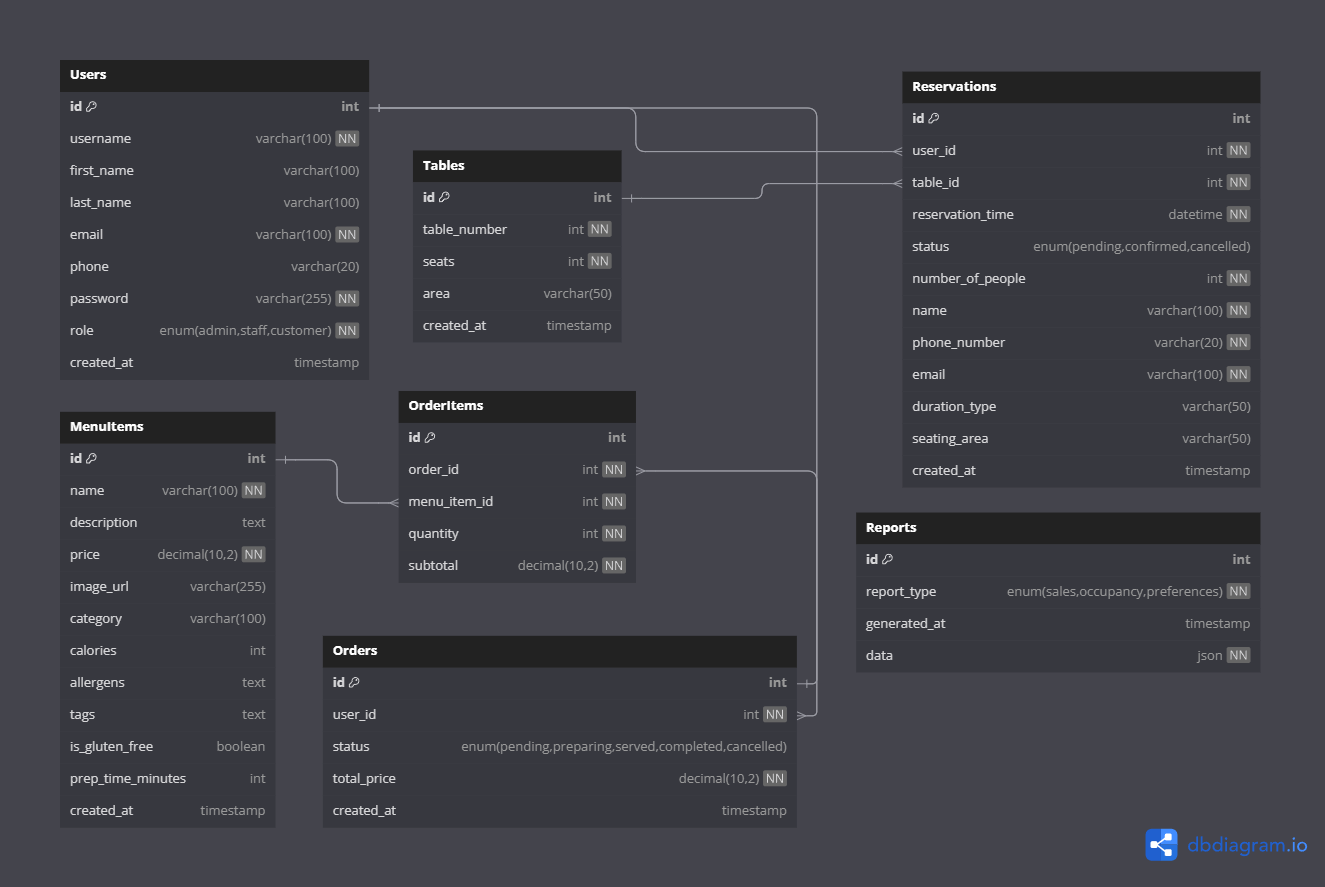 Users
id int
username varchar(100) NN
first_name varchar(100)
last_name varchar(100)
email varchar(100) NN
phone varchar(20)
password varchar(255) NN
role enum(admin,staff,customer) NN
created_at timestamp
Tables
id int
table_number int NN
seats int NN
area varchar(50)
created_at timestamp
Reservations
id int
user_id int NN
table_id int NN
reservation_time datetime NN
status enum(pending,confirmed,cancelled)
number_of_people int NN
name varchar(100) NN
phone_number varchar(20) NN
email varchar(100) NN
duration_type varchar(50)
seating_area varchar(50)
created_at timestamp
MenuItems
id int
name varchar(100) NN
description text
price decimal(10,2) NN
image_url varchar(255)
category varchar(100)
calories int
allergens text
tags text
is_gluten_free boolean
prep_time_minutes int
created_at timestamp
OrderItems
id int
order_id int NN
menu_item_id int NN
quantity int NN
subtotal decimal(10,2) NN
Orders
id int
user_id int NN
status enum(pending,preparing,served,completed,cancelled)
total_price decimal(10,2) NN
created_at timestamp
Reports
id int
report_type enum(sales,occupancy,preferences) NN
generated_at timestamp
data json NN
dbdiagram.io